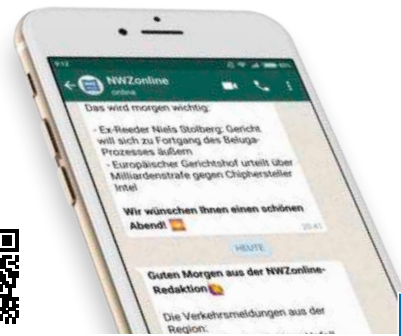 9:12
NWZonline
online
Das wird morgen wichtig:
- Ex-Reeder Niels Stolberg: Gericht
will sich zu Fortgang des Beluga-
Prozesses äußern
- Europäischer Gerichtshof urteilt über
Milliardenstrafe gegen Chiphersteller
Intel
Wir wünschen Ihnen einen schönen
Abend!
20:41
HEUTE
Guten Morgen aus der NWZonline-
Redaktion
Die Verkehrsmeldungen aus der
Region: